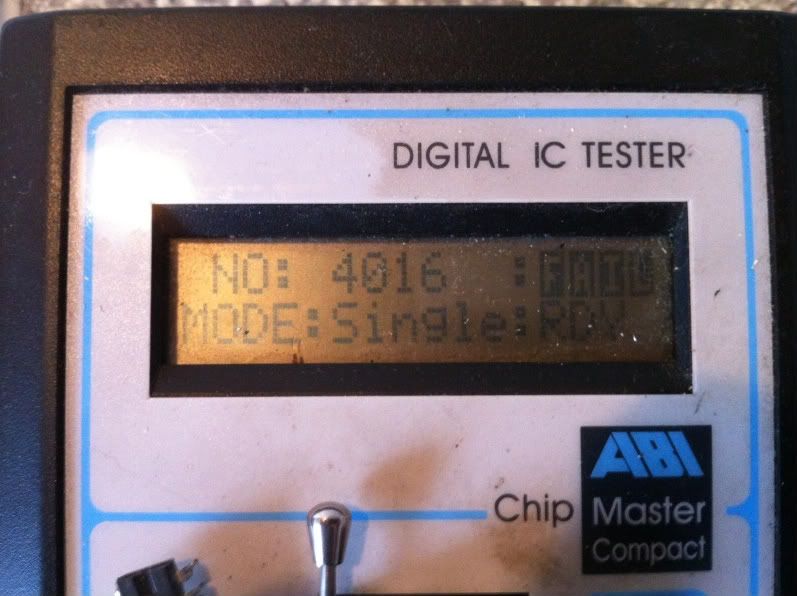 DIGITAL IC TESTER
NO: 4016 :FAIL
MODE:Single:RDY
ABI
Chip Master
Compact